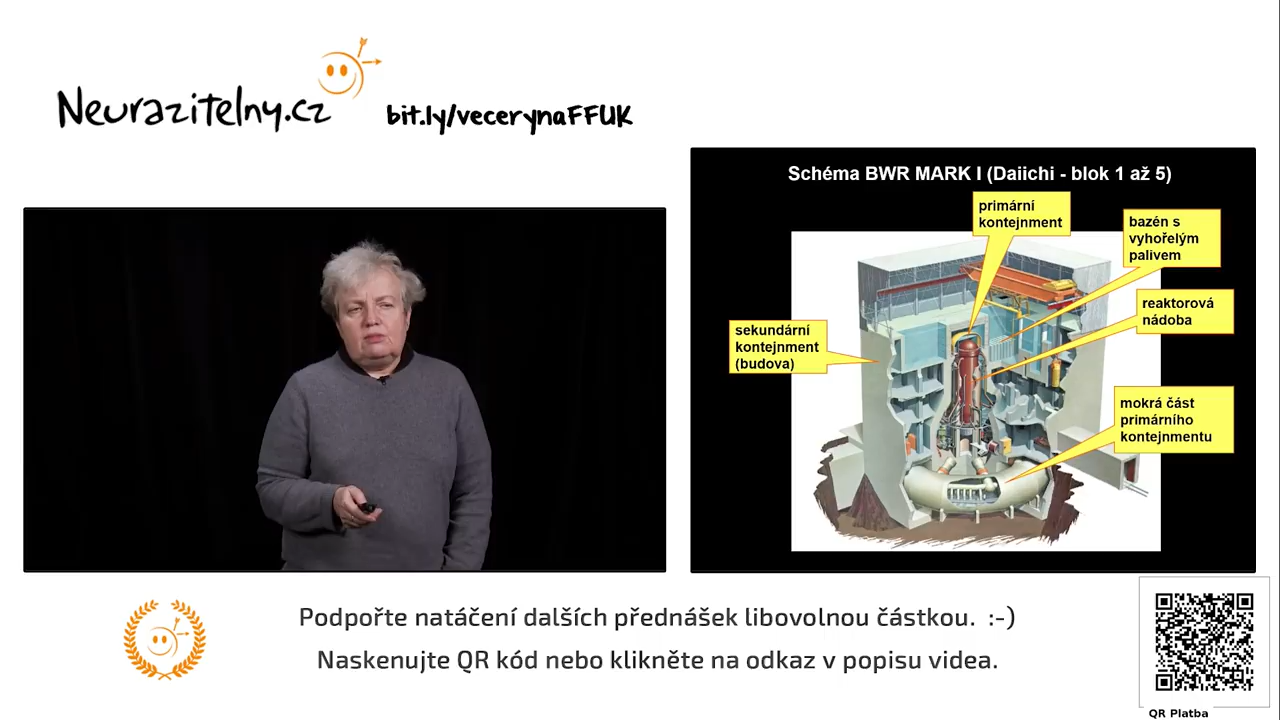 Neurazitelny.cz
bit.ly/vecerynaFFUK
Schéma BWR MARK I (Daiichi - blok 1 až 5)
primární
kontejnment
bazén s
vyhořelým
palivem
reaktorová
nádoba
sekundární
kontejnment
(budova)
mokrá část
primárního
kontejnmentu
Podpořte natáčení dalších přednášek libovolnou částkou. :-)
Naskenujte QR kód nebo klikněte na odkaz v popisu videa.
QR Platba